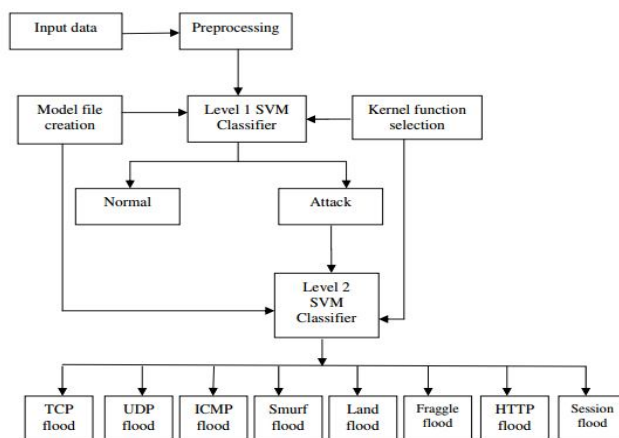 Input data
Preprocessing
Model file
creation
Level 1 SVM
Classifier
Kernel function
selection
Normal
Attack
Level 2
SVM
Classifier
TCP
flood
UDP
flood
ICMP
flood
Smurf
flood
Land
flood
Fraggle
flood
HTTP
flood
Session
flood